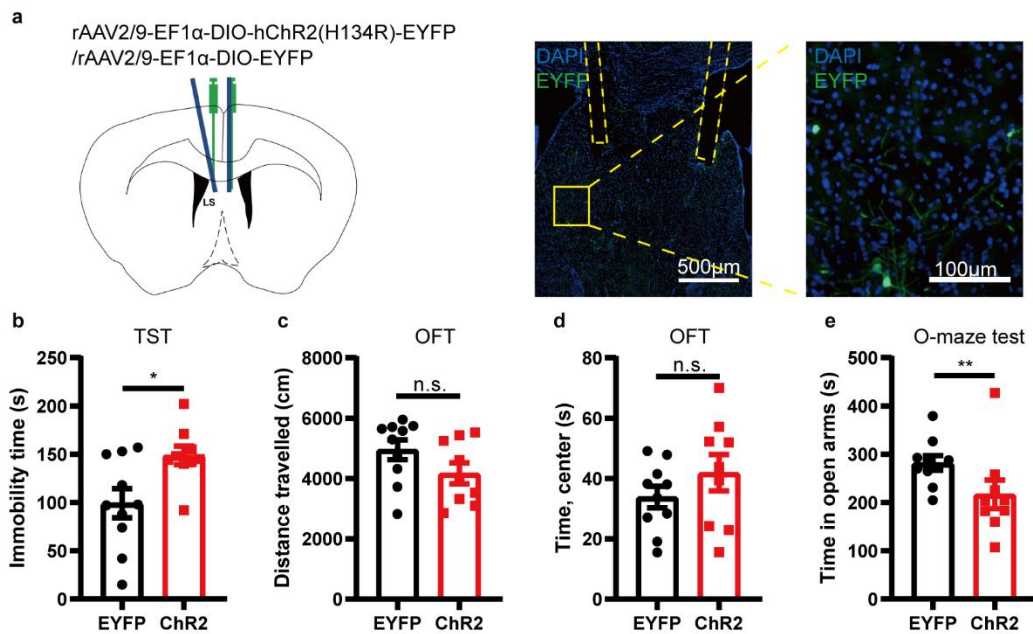 a
rAAV2/9-EF1α-DIO-hChR2(H134R)-EYFP
/rAAV2/9-EF1α-DIO-EYFP
LS
DAPI
EYFP
500μm
DAPI
EYFP
100μm
b
TST
Immobility time (s)
250
200
150
100
50
0
*
EYFP
ChR2
c
OFT
Distance travelled (cm)
8000
6000
4000
2000
0
n.s.
EYFP
ChR2
d
OFT
Time, center (s)
80
60
40
20
0
n.s.
EYFP
ChR2
e
O-maze test
Time in open arms (s)
500
400
300
200
100
0
**
EYFP
ChR2